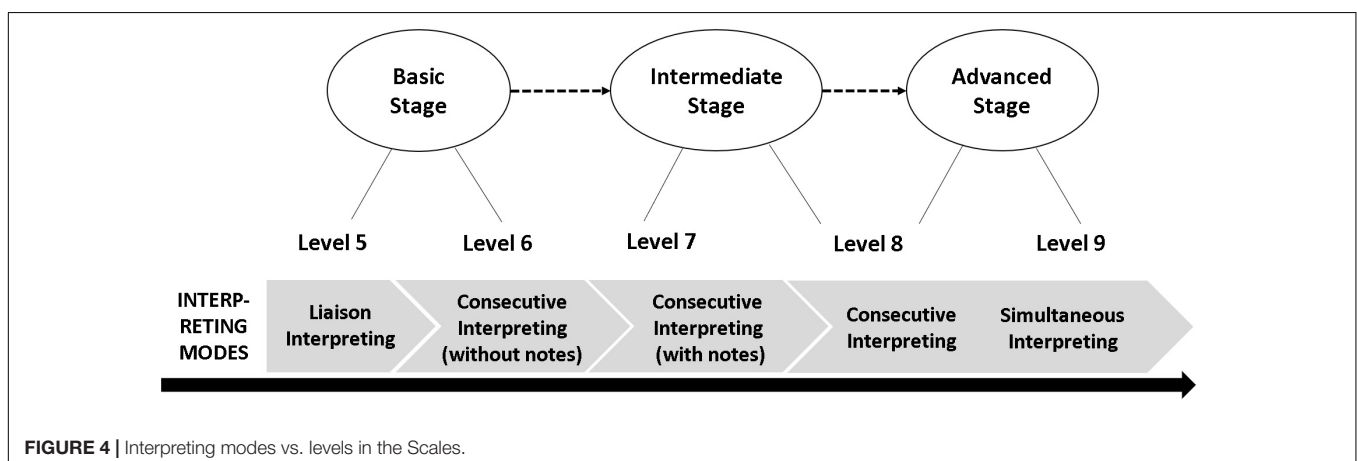 Basic
Stage
Intermediate
Stage
Advanced
Stage
Level 5
Level 6
Level 7
Level 8
Level 9
INTERP-
RETING
MODES
Liaison
Interpreting
Consecutive
Interpreting
(without notes)
Consecutive
Interpreting
(with notes)
Consecutive
Interpreting
Simultaneous
Interpreting
FIGURE 4 | Interpreting modes vs. levels in the Scales.